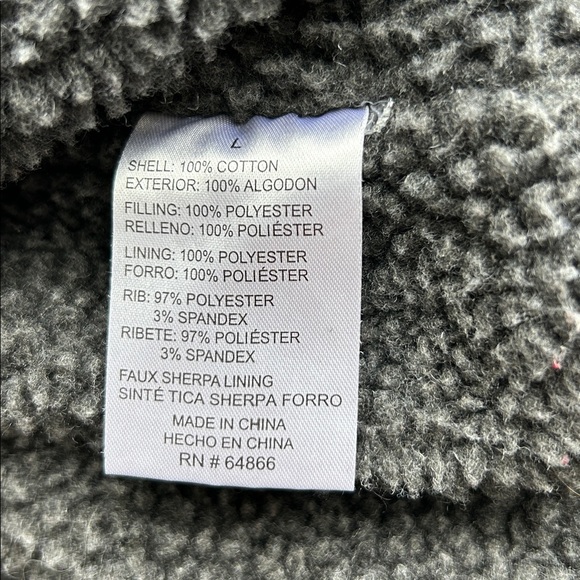 SHELL: 100% COTTON
EXTERIOR: 100% ALGODON
FILLING: 100% POLYESTER
RELLENO: 100% POLIÉSTER
LINING: 100% POLYESTER
FORRO: 100% POLIÉSTER
RIB: 97% POLYESTER
3% SPANDEX
RIBETE: 97% POLIÉSTER
3% SPANDEX
FAUX SHERPA LINING
SINTÉ TICA SHERPA FORRO
MADE IN CHINA
HECHO EN CHINA
RN # 64866